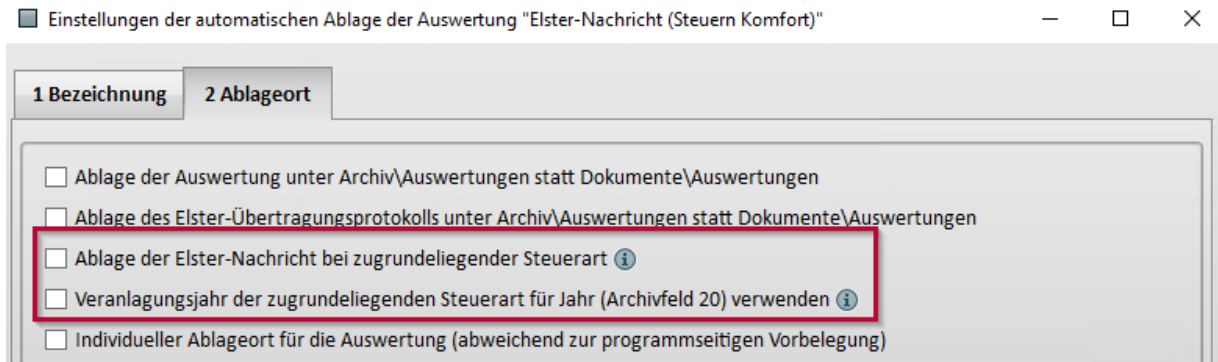 Einstellungen der automatischen Ablage der Auswertung "Elster-Nachricht (Steuern Komfort)"
1 Bezeichnung 2 Ablageort
Ablage der Auswertung unter Archiv\Auswertungen statt Dokumente\Auswertungen
Ablage des Elster-Übertragungsprotokolls unter Archiv\Auswertungen statt Dokumente\Auswertungen
Ablage der Elster-Nachricht bei zugrundeliegender Steuerart
Veranlagungsjahr der zugrundeliegenden Steuerart für Jahr (Archivfeld 20) verwenden
Individueller Ablageort für die Auswertung (abweichend zur programmseitigen Vorbelegung)